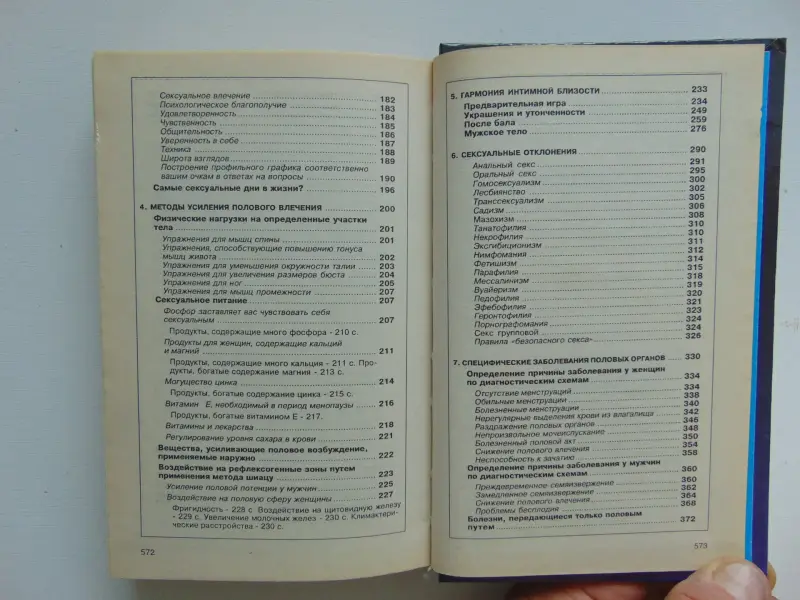 Сексуальное влечение 182
Психологическое благополучие 183
Удовлетворенность 184
Чувственность 185
Общительность 186
Уверенность в себе 187
Техника 188
Широта взглядов 189
Построение профильного графика соответственно
вашим очкам в ответах на вопросы 190
Самые сексуальные дни в жизни? 196
4. МЕТОДЫ УСИЛЕНИЯ ПОЛОВОГО ВЛЕЧЕНИЯ 200
Физические нагрузки на определенные участки
тела 201
Упражнения для мышц спины 201
Упражнения, способствующие повышению тонуса
мышц живота 202
Упражнения для уменьшения окружности талии 203
Упражнения для увеличения размеров бюста 204
Упражнения для ног 205
Упражнения для мышц промежности 207
Сексуальное питание 207
Фосфор заставляет вас чувствовать себя
сексуальным 207
Продукты, содержащие много фосфора - 210 с.
Продукты для женщин, содержащие кальций
и магний 211
Продукты, содержащие много кальция - 211 с. Про-
дукты, богатые содержание магния - 213 с.
Могущество цинка 214
Продукты, богатые содержание цинка - 215 с.
Витамин Е, необходимый в период менопаузы 216
Продукты, богатые витамином Е - 217.
Витамины и лекарства 218
Регулирование уровня сахара в крови 221
Вещества, усиливающие половое возбуждение,
применяемые наружно 222
Воздействие на рефлексогенные зоны путем
применения метода шиацу 223
Усиление половой потенции у мужчин 225
Воздействие на половую сферу женщины 227
Фригидность - 228 с. Воздействие на щитовидную железу
- 229 с. Увеличение молочных желез - 230 с. Климактери-
ческие расстройства - 230 с.
572
5. ГАРМОНИЯ ИНТИМНОЙ БЛИЗОСТИ 233
Предварительная игра 234
Украшения и утонченности 249
После бала 259
Мужское тело 276
6. СЕКСУАЛЬНЫЕ ОТКЛОНЕНИЯ 290
Анальный секс 291
Оральный секс 295
Гомосексуализм 300
Лесбиянство 302
Транссексуализм 305
Садизм 306
Мазохизм 308
Танатофилия 310
Некрофилия 310
Эксгибиционизм 311
Нимфомания 312
Фетишизм 314
Парафилия 315
Мессалинизм 318
Вуайеризм 319
Педофилия 320
Эфебофилия 321
Геронтофилия 323
Порнографомания 324
Секс групповой 324
Правила «безопасного секса» 326
7. СПЕЦИФИЧЕСКИЕ ЗАБОЛЕВАНИЯ ПОЛОВЫХ ОРГАНОВ 330
Определение причины заболевания у женщин
по диагностическим схемам 334
Отсутствие менструаций 334
Обильные менструации 338
Болезненные менструации 340
Нерегулярные выделения крови из влагалища 342
Раздражение половых органов 346
Непроизвольное мочеиспускание 348
Болезненный половой акт 350
Снижение полового влечения 354
Неспособность к зачатию 358
Определение причины заболевания у мужчин
по диагностическим схемам 360
Преждевременное семяизвержение 360
Замедленное семяизвержение 362
Снижение полового влечения 364
Проблемы бесплодия 368
Болезни, передающиеся только половым
путем 372
573